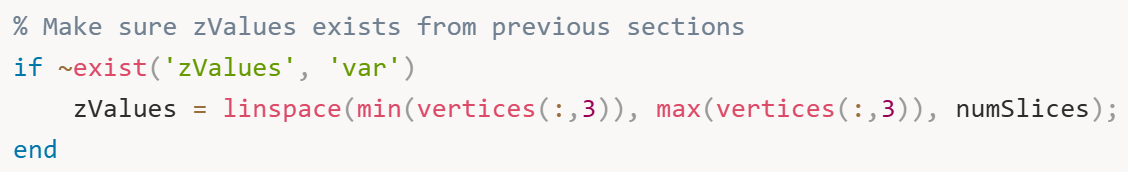 % Make sure zValues exists from previous sections
if ~exist('zValues', 'var')
    zValues = linspace(min(vertices(:,3)), max(vertices(:,3)), numSlices);
end